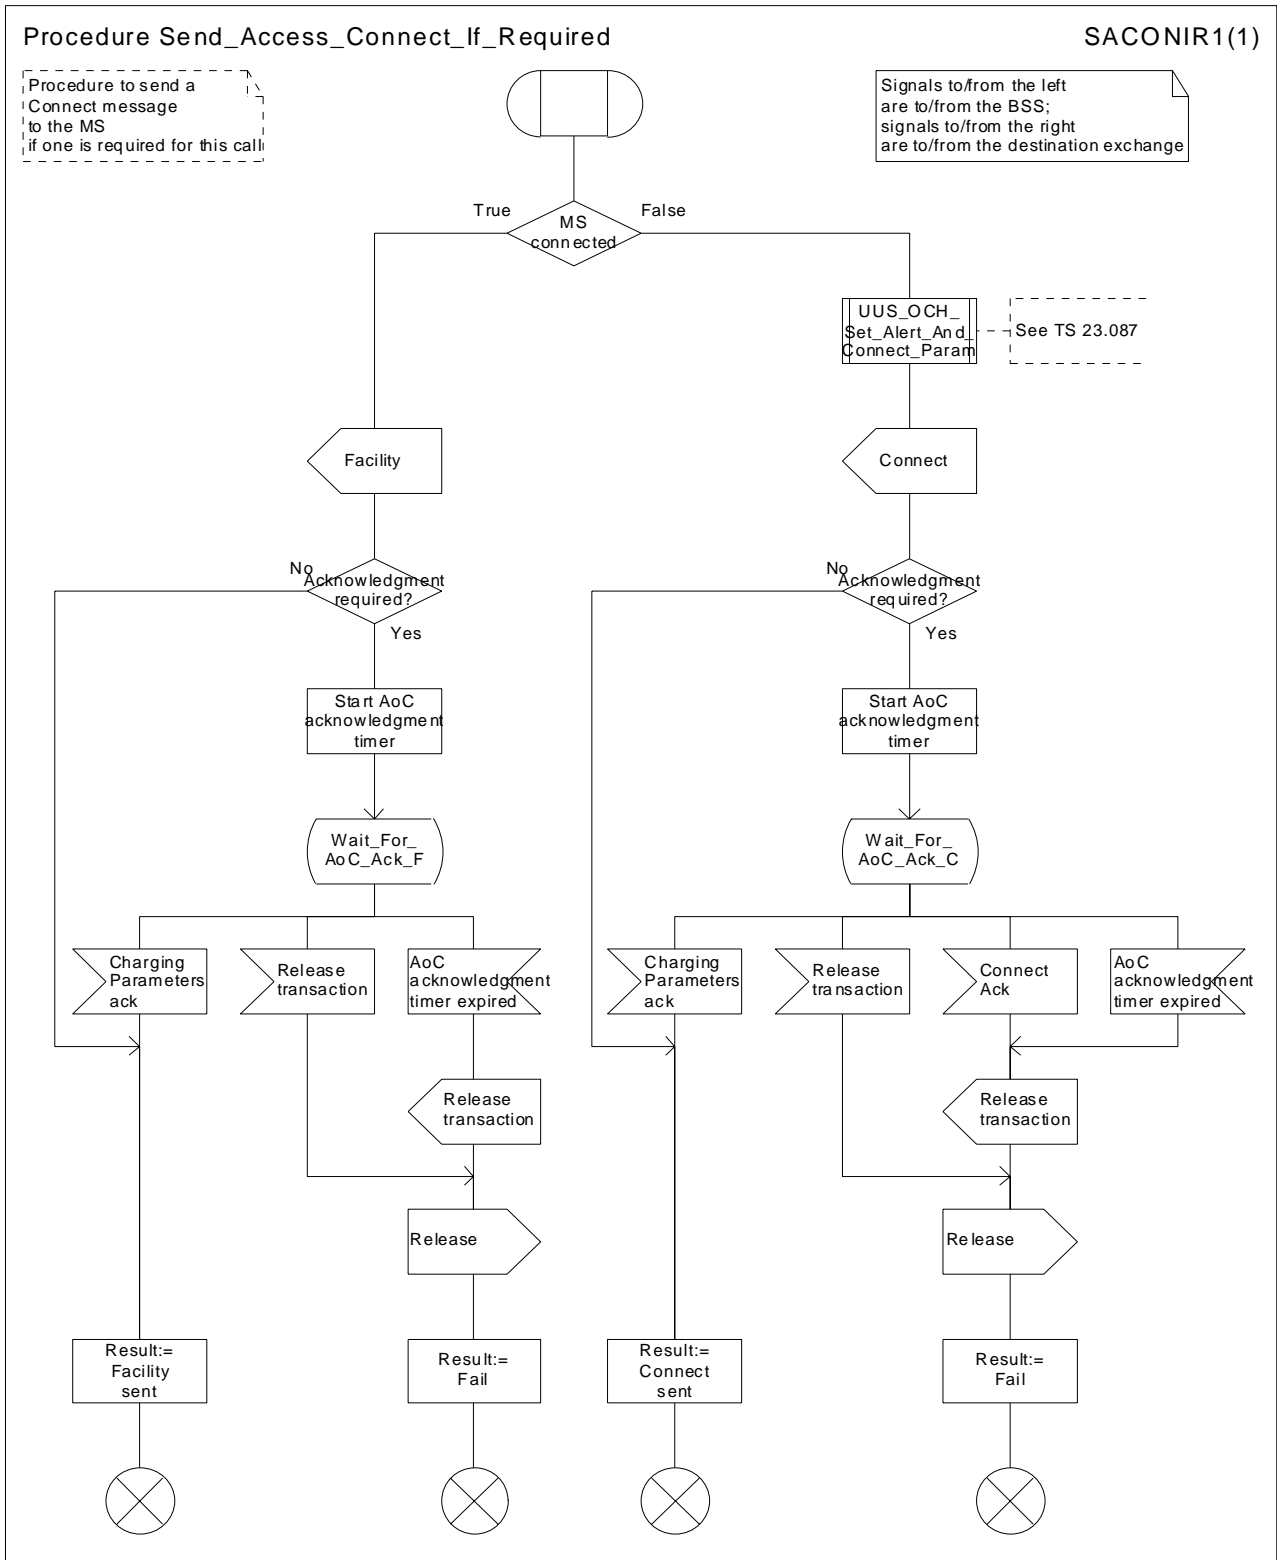 Procedure Send_Access_Connect_If_Required
SACONIR1(1)
Procedure to send a
Connect message
to the MS
if one is required for this call
Signals to/from the left
are to/from the BSS;
signals to/from the right
are to/from the destination exchange
MS
connected
True
False
UUS_OCH_
Set_Alert_And_
Connect_Param
See TS 23.087
Facility
Connect
No
Acknowledgment
required?
Yes
No
Acknowledgment
required?
Yes
Start AoC
acknowledgment
timer
Start AoC
acknowledgment
timer
Wait_For_
AoC_Ack_F
Wait_For_
AoC_Ack_C
Charging
Parameters
ack
Release
transaction
AoC
acknowledgment
timer expired
Charging
Parameters
ack
Release
transaction
Connect
Ack
AoC
acknowledgment
timer expired
Release
transaction
Release
transaction
Release
Release
Result:=
Facility
sent
Result:=
Fail
Result:=
Connect
sent
Result:=
Fail